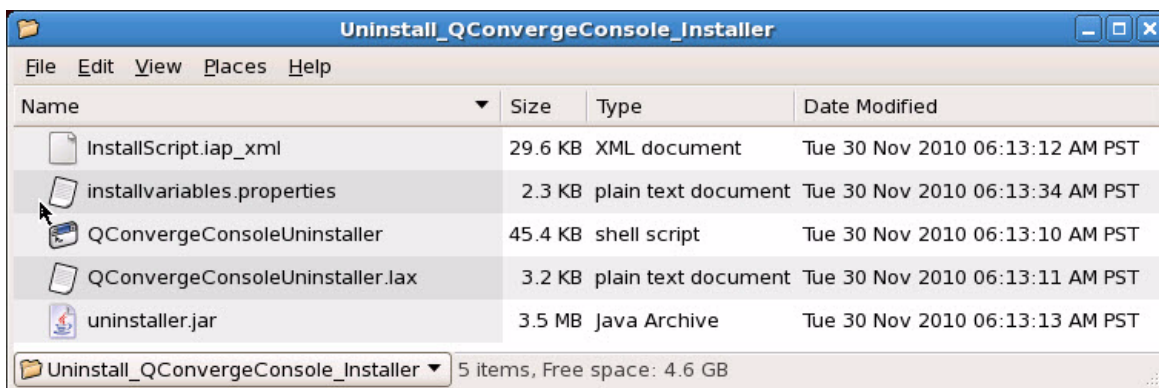 Uninstall_QConvergeConsole_Installer
File Edit View Places Help
Name Size Type Date Modified
InstallScript.iap_xml 29.6 KB XML document Tue 30 Nov 2010 06:13:12 AM PST
installvariables.properties 2.3 KB plain text document Tue 30 Nov 2010 06:13:34 AM PST
QConvergeConsoleUninstaller 45.4 KB shell script Tue 30 Nov 2010 06:13:10 AM PST
QConvergeConsoleUninstaller.lax 3.2 KB plain text document Tue 30 Nov 2010 06:13:11 AM PST
uninstaller.jar 3.5 MB Java Archive Tue 30 Nov 2010 06:13:13 AM PST
Uninstall_QConvergeConsole_Installer 5 items, Free space: 4.6 GB